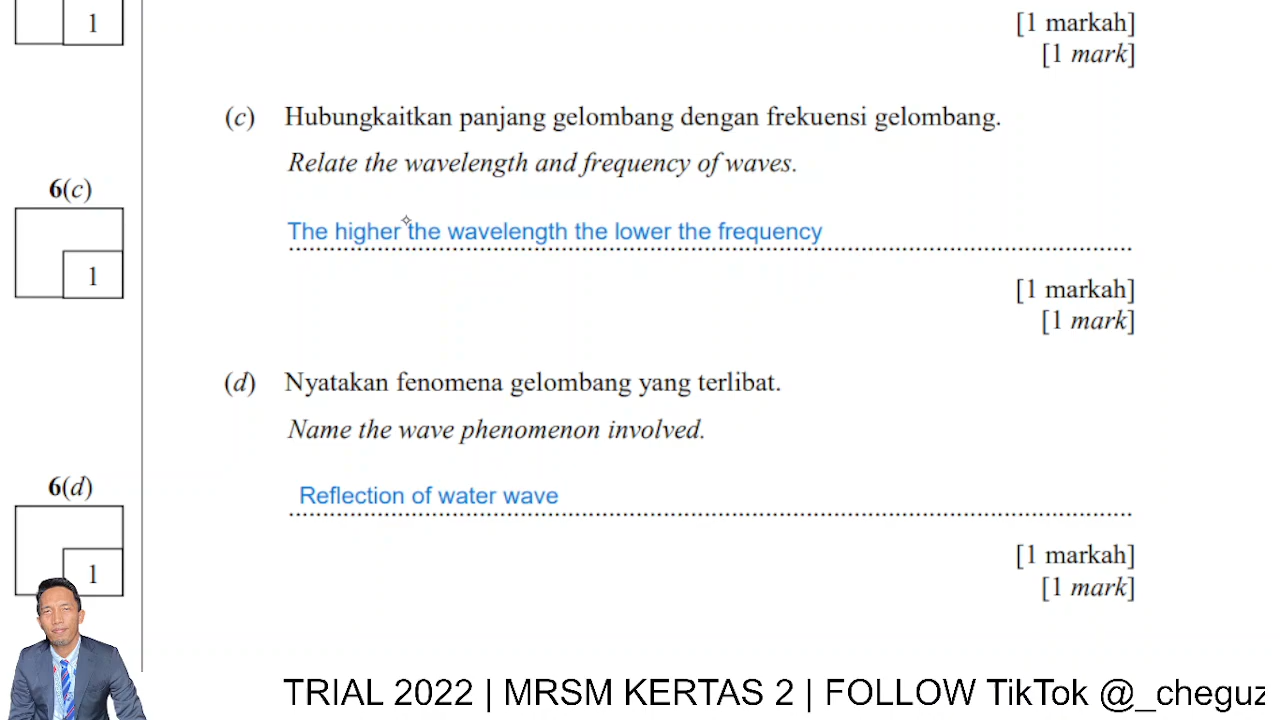 1
[1 markah]
[1 mark]
(c) Hubungkaitkan panjang gelombang dengan frekuensi gelombang.
Relate the wavelength and frequency of waves.
6(c)
The higher the wavelength the lower the frequency
1
[1 markah]
[1 mark]
(d) Nyatakan fenomena gelombang yang terlibat.
Name the wave phenomenon involved.
6(d)
Reflection of water wave
1
[1 markah]
[1 mark]
TRIAL 2022 | MRSM KERTAS 2 | FOLLOW TikTok @_cheguz